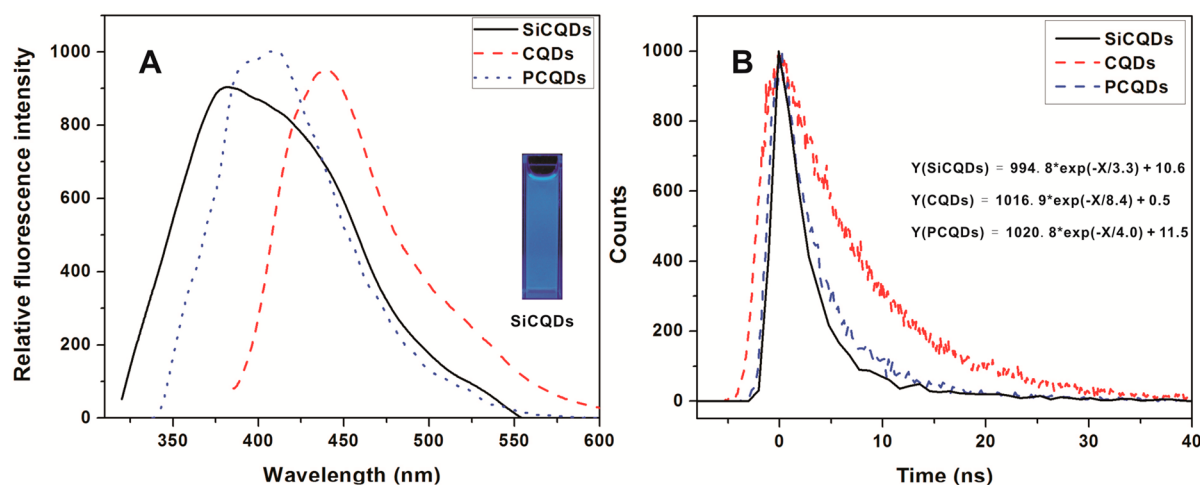 A
SiCQDs
CQDs
PCQDs
1000
800
600
400
200
0
350
400
450
500
550
600
Relative fluorescence intensity
Wavelength (nm)
SiCQDs
B
SiCQDs
CQDs
PCQDs
Y(SiCQDs) = 994. 8*exp(-X/3.3) + 10.6
Y(CQDs) = 1016. 9*exp(-X/8.4) + 0.5
Y(PCQDs) = 1020. 8*exp(-X/4.0) + 11.5
1000
800
600
400
200
0
0
10
20
30
40
Counts
Time (ns)